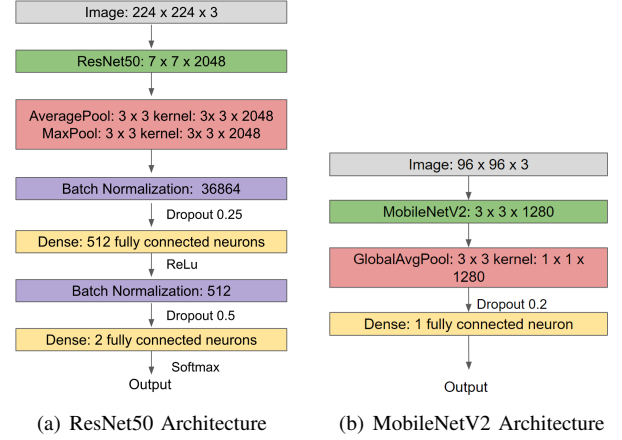 Image: 224 x 224 x 3
ResNet50: 7 x 7 x 2048
AveragePool: 3 x 3 kernel: 3x 3 x 2048
MaxPool: 3 x 3 kernel: 3 x 3 x 2048
Batch Normalization: 36864
Dropout 0.25
Dense: 512 fully connected neurons
ReLu
Batch Normalization: 512
Dropout 0.5
Dense: 2 fully connected neurons
Softmax
Output
(a) ResNet50 Architecture
Image: 96 x 96 x 3
MobileNetV2: 3 x 3 x 1280
GlobalAvgPool: 3 x 3 kernel: 1 x 1 x
1280
Dropout 0.2
Dense: 1 fully connected neuron
Output
(b) MobileNetV2 Architecture